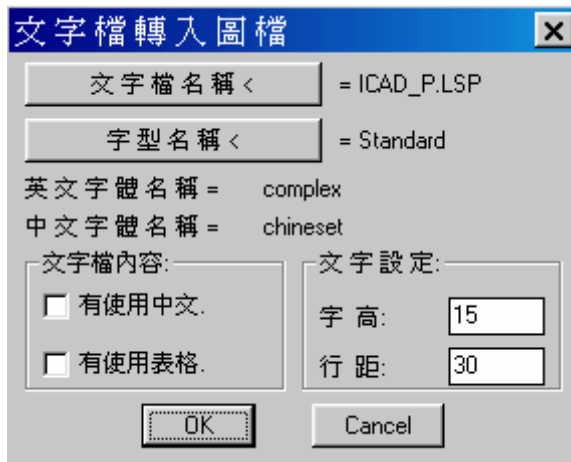 文字檔轉入圖檔
文字檔名稱< = ICAD_P.LSP
字型名稱< = Standard
英文字體名稱= complex
中文字體名稱= chineset
文字檔內容:
有使用中文.
有使用表格.
文字設定:
字高: 15
行距: 30
OK Cancel